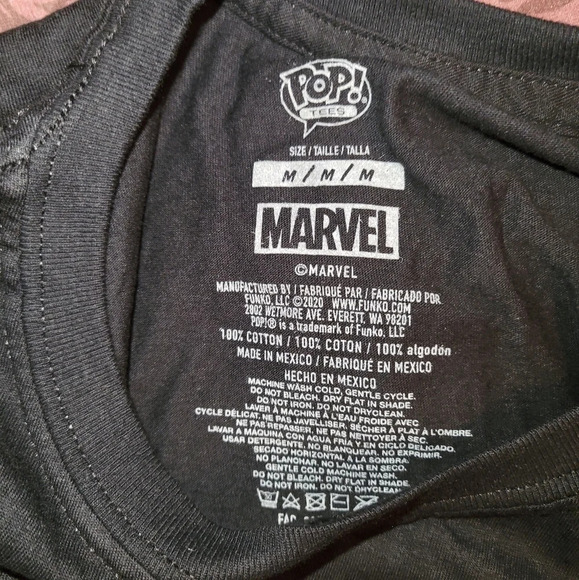 POP!®
TEES
SIZE / TAILLE / TALLA
M / M / M
MARVEL
©MARVEL
MANUFACTURED BY / FABRIQUÉ PAR / FABRICADO POR
FUNKO, LLC ©2020 WWW.FUNKO.COM
2802 WETMORE AVE. EVERETT, WA 98201
POP!® is a trademark of Funko, LLC
100% COTTON / 100% COTON / 100% algodón
MADE IN MEXICO / FABRIQUÉ EN MEXICO
HECHO EN MEXICO
MACHINE WASH COLD, GENTLE CYCLE.
DO NOT BLEACH. DRY FLAT IN SHADE.
DO NOT IRON. DO NOT DRYCLEAN.
LAVER À MACHINE À L'EAU FROIDE AVEC
CYCLE DÉLICAT. NE PAS JAVELLISER. SÉCHER À PLAT À L'OMBRE.
NE PAS REPASSER. NE PAS NETTOYER À SEC.
LAVAR A MÁQUINA CON AGUA FRÍA Y EN CICLO DELICADO.
USAR DETERGENTE. NO BLANQUEAR. NO EXPRIMIR.
SECADO HORIZONTAL A LA SOMBRA.
NO PLANCHAR. NO LAVAR EN SECO.
GENTLE COLD MACHINE WASH TEES
DO NOT BLEACH. DRY FLAT IN SHADE.
DO NOT IRON. DO NOT DRYCLEAN
FAC